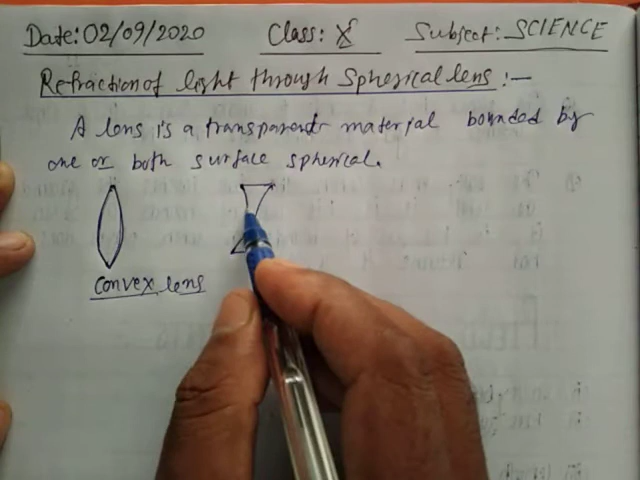 Date: 02/09/2020 Class: X Subject: SCIENCE
Refraction of light through Spherical lens :-
A lens is a transparent material bounded by
one or both surface spherical.
convex lens